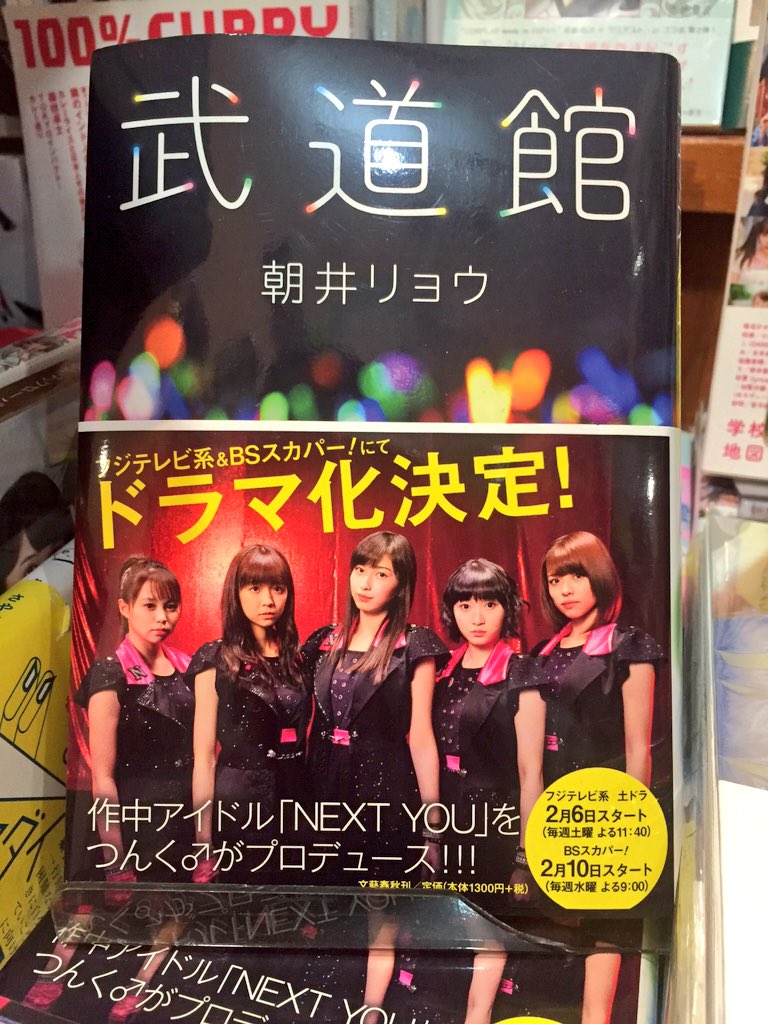 100% CURRY
武道館
朝井リョウ
フジテレビ系&BSスカパー!にて
ドラマ化決定!
作中アイドル「NEXT YOU」を
つんく♂がプロデュース!!!
文藝春秋刊/定価(本体1300円+税)
フジテレビ系 土ドラ
2月6日スタート
(毎週土曜 よる11:40)
BSスカパー!
2月10日スタート
(毎週水曜 よる9:00)
学校
地図
作中アイドル「NEXT YOU」
つんく♂がプロデ